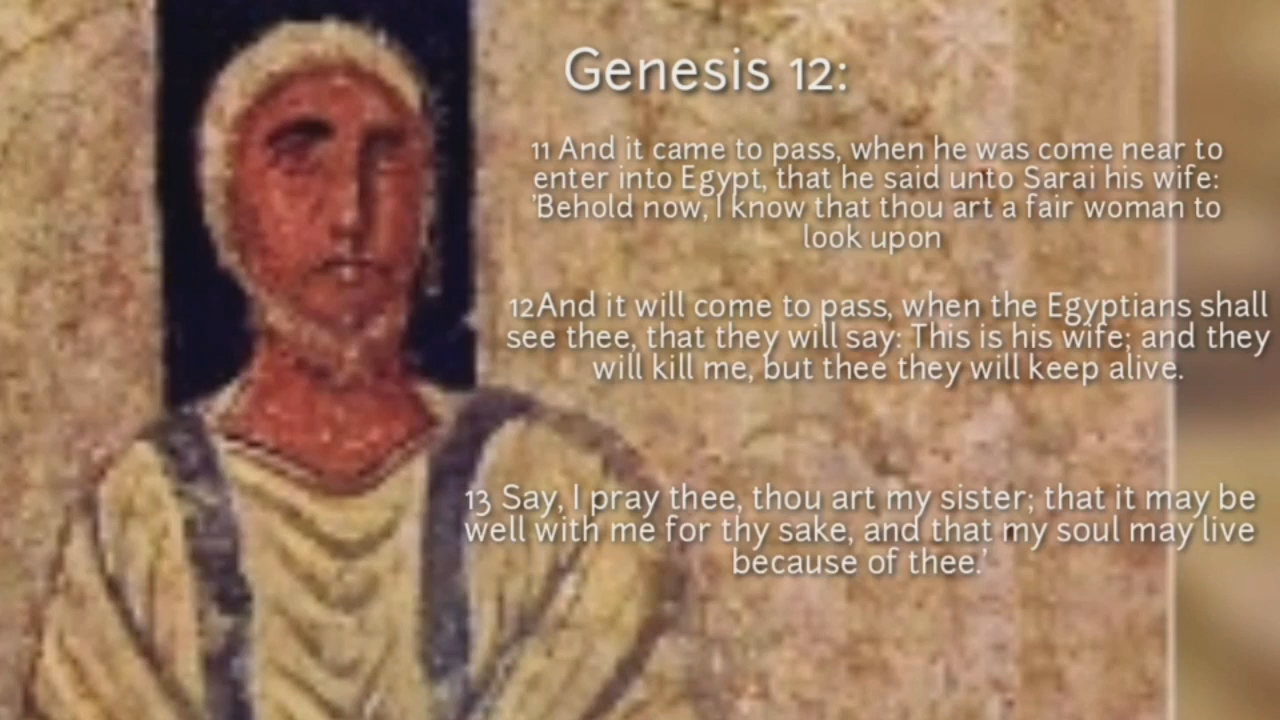 Genesis 12:
11 And it came to pass, when he was come near to
enter into Egypt, that he said unto Sarai his wife:
'Behold now, I know that thou art a fair woman to
look upon
12And it will come to pass, when the Egyptians shall
see thee, that they will say: This is his wife; and they
will kill me, but thee they will keep alive.
13 Say, I pray thee, thou art my sister; that it may be
well with me for thy sake, and that my soul may live
because of thee.'